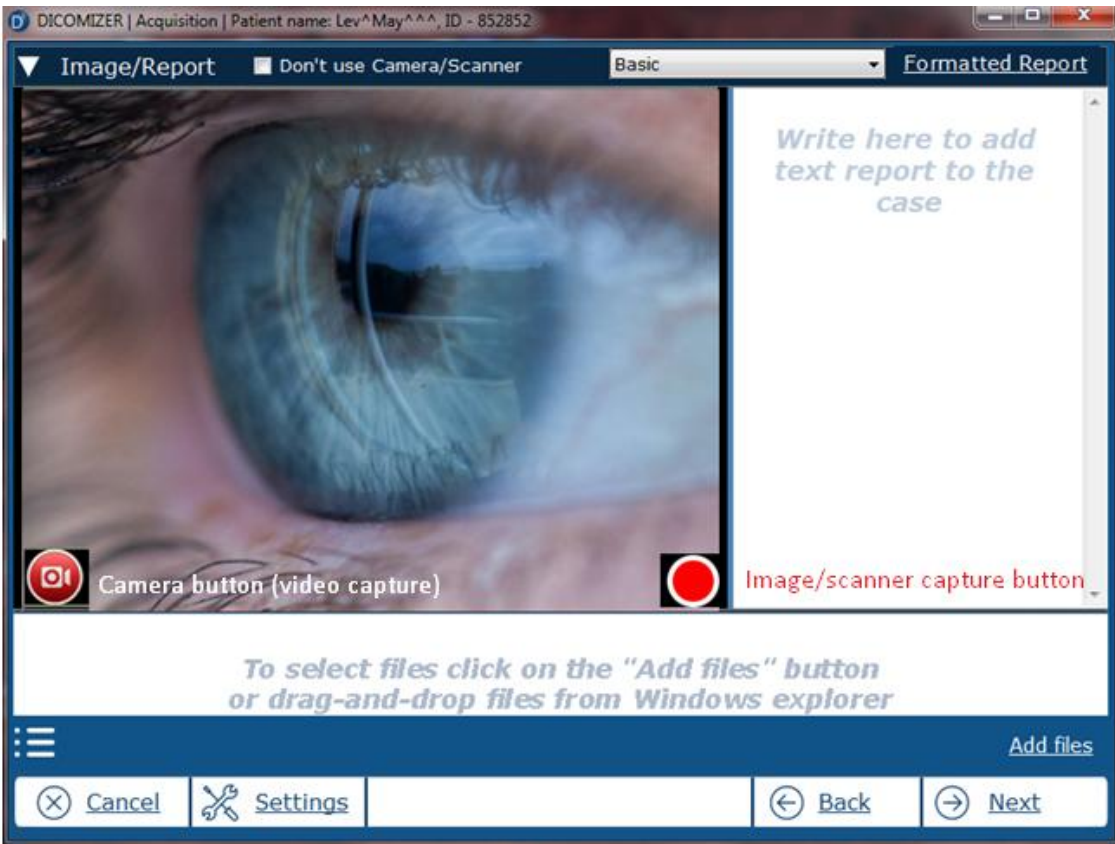 DICOMIZER | Acquisition | Patient name: Lev^May^^^, ID - 852852
Image/Report
Don't use Camera/Scanner
Basic
Formatted Report
Write here to add
text report to the
case
Camera button (video capture)
Image/scanner capture button
To select files click on the "Add files" button
or drag-and-drop files from Windows explorer
Add files
Cancel
Settings
Back
Next